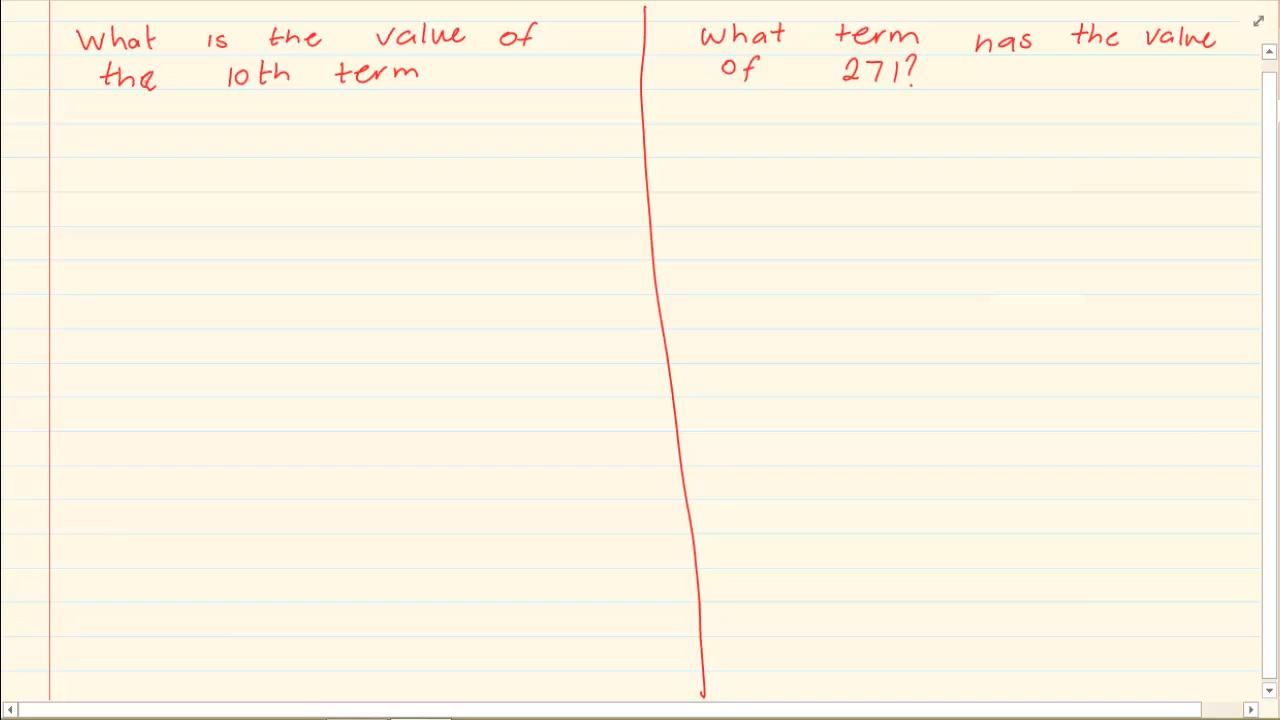 What is the value of
the 10th term
What term has the value
of 271?